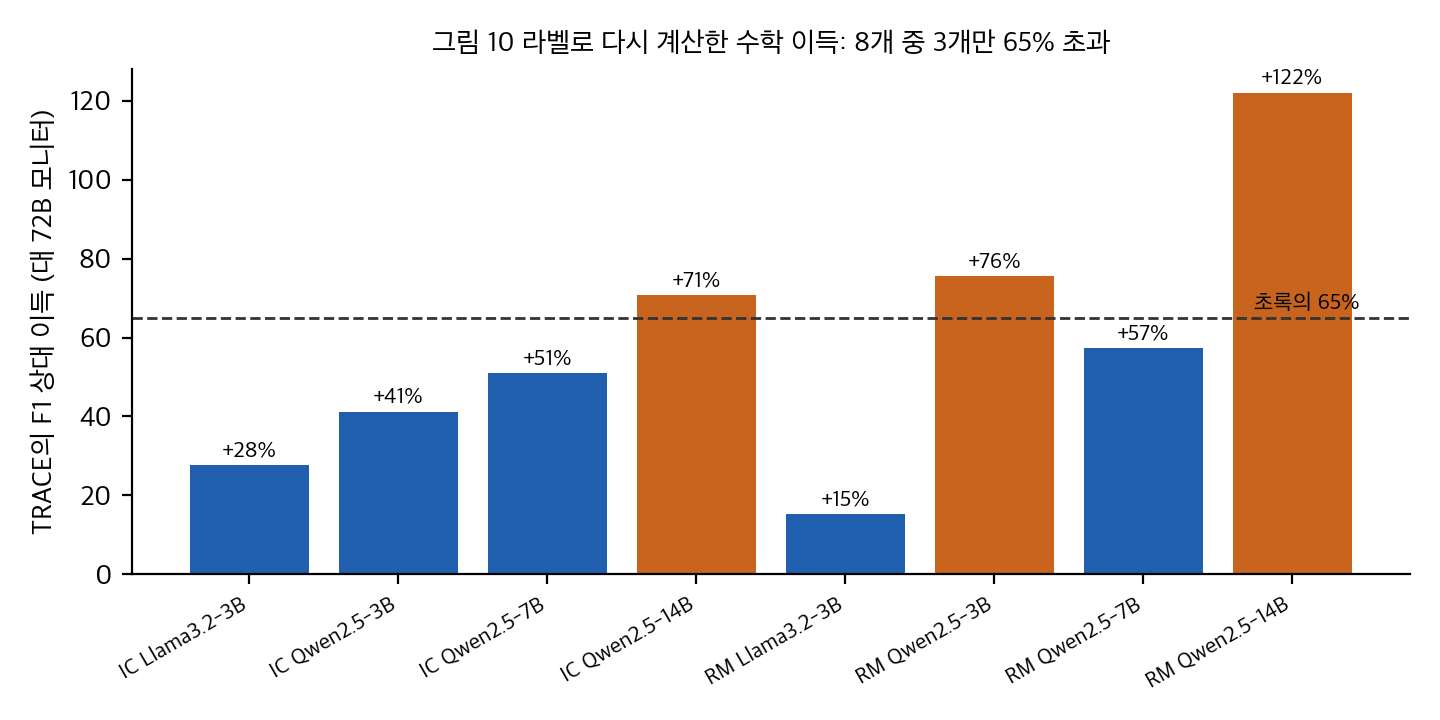 그림 10 라벨로 다시 계산한 수학 이득: 8개 중 3개만 65% 초과
TRACE의 F1 상대 이득 (대 72B 모니터)
120
100
80
60
40
20
0
+28%
+41%
+51%
+71%
+15%
+76%
+57%
+122%
초록의 65%
IC Llama3.2-3B
IC Qwen2.5-3B
IC Qwen2.5-7B
IC Qwen2.5-14B
RM Llama3.2-3B
RM Qwen2.5-3B
RM Qwen2.5-7B
RM Qwen2.5-14B